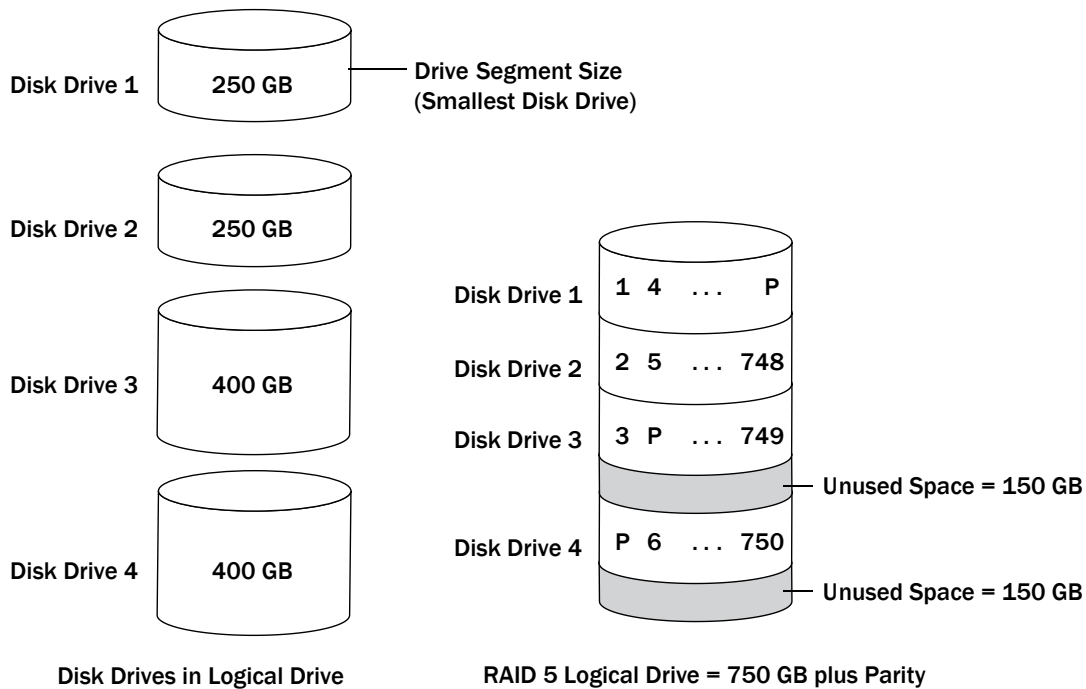 Disk Drive 1
250 GB
Drive Segment Size
(Smallest Disk Drive)
Disk Drive 2
250 GB
Disk Drive 3
400 GB
Disk Drive 4
400 GB
Disk Drives in Logical Drive
Disk Drive 1
1 4 ... P
Disk Drive 2
2 5 ... 748
Disk Drive 3
3 P ... 749
Unused Space = 150 GB
Disk Drive 4
P 6 ... 750
Unused Space = 150 GB
RAID 5 Logical Drive = 750 GB plus Parity